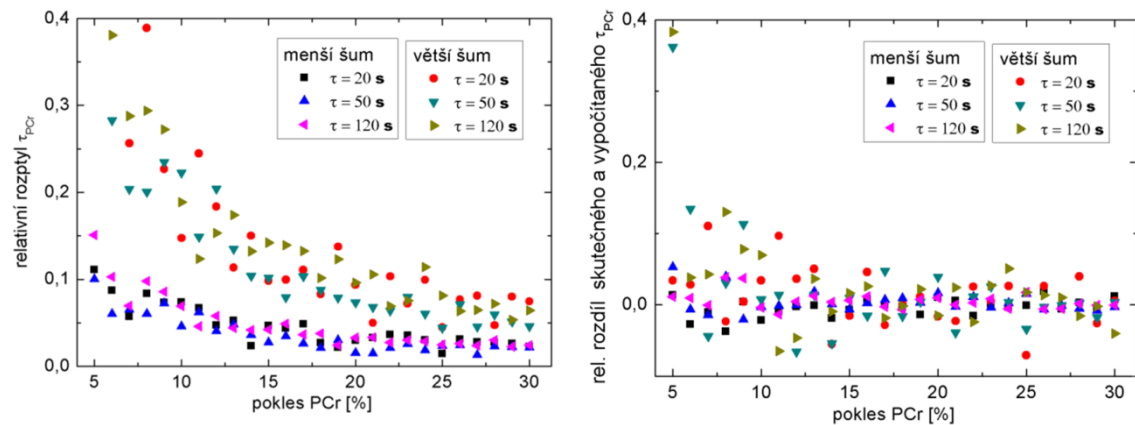 relativní rozptyl τPCr
0,4
0,3
0,2
0,1
0,0
menší šum
τ = 20 s
τ = 50 s
τ = 120 s
větší šum
τ = 20 s
τ = 50 s
τ = 120 s
5 10 15 20 25 30
pokles PCr [%]
rel. rozdíl skutečného a vypočítaného τPCr
0,4
0,2
0,0
menší šum
τ = 20 s
τ = 50 s
τ = 120 s
větší šum
τ = 20 s
τ = 50 s
τ = 120 s
5 10 15 20 25 30
pokles PCr [%]